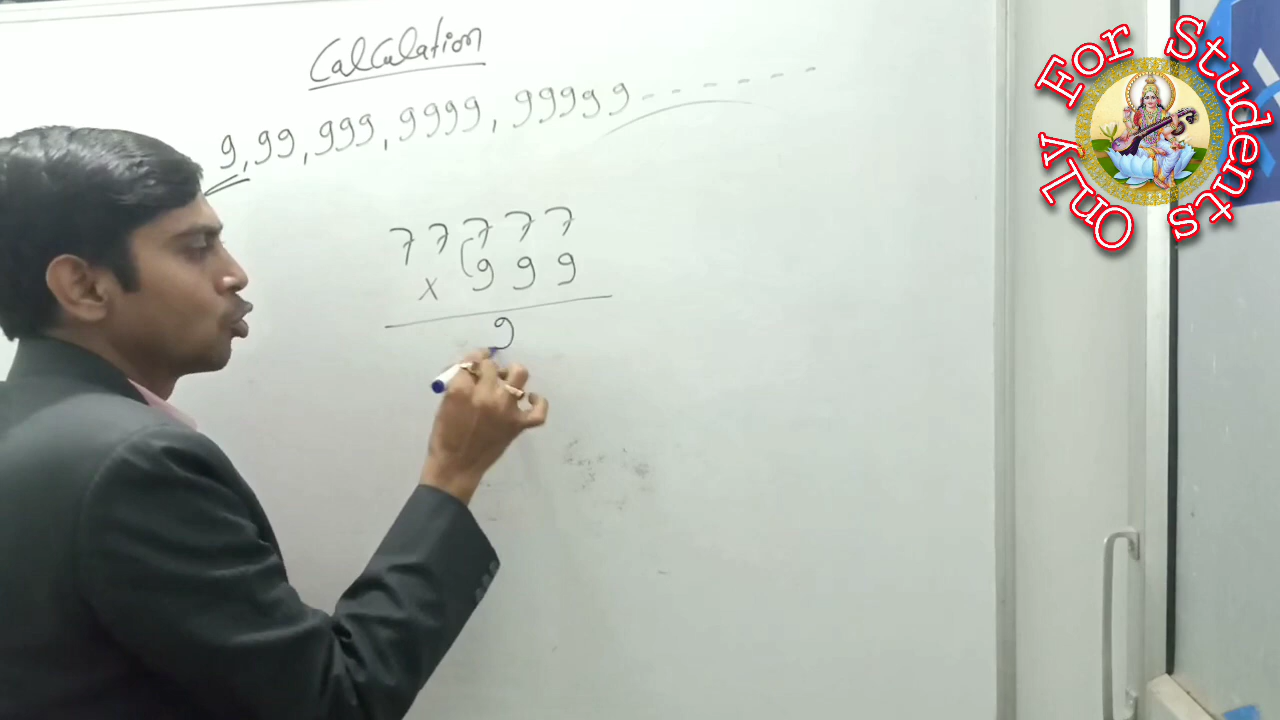 Calculation
9, 99, 999, 9999, 99999 - - - - - -
77777
x 999
9
Only For Students